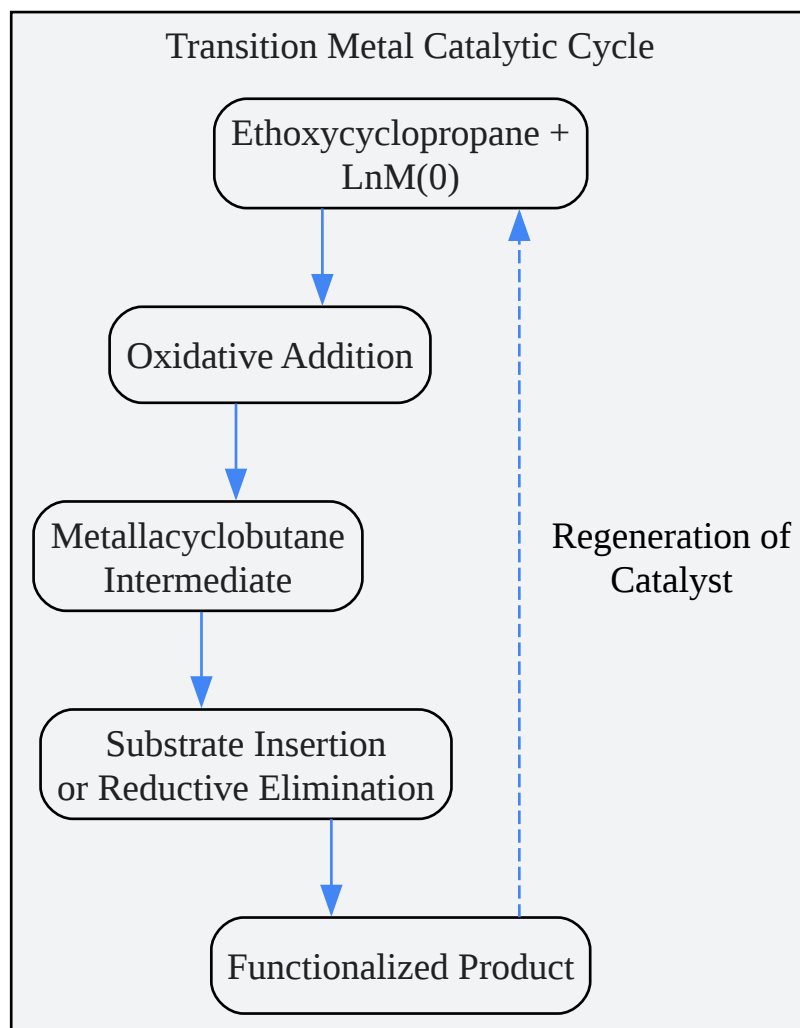 Transition Metal Catalytic Cycle
Ethoxycyclopropane +
LnM(0)
Oxidative Addition
Metallacyclobutane
Intermediate
Regeneration of
Catalyst
Substrate Insertion
or Reductive Elimination
Functionalized Product